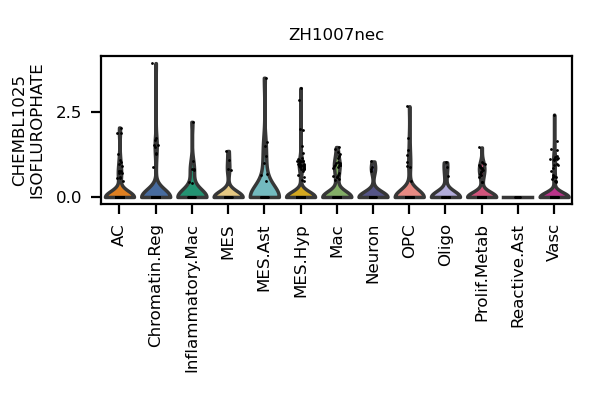 ZH1007nec
CHEMBL1025
ISOFLUROPHATE
2.5
0.0
AC
Chromatin.Reg
Inflammatory.Mac
MES
MES.Ast
MES.Hyp
Mac
Neuron
OPC
Oligo
Prolif.Metab
Reactive.Ast
Vasc